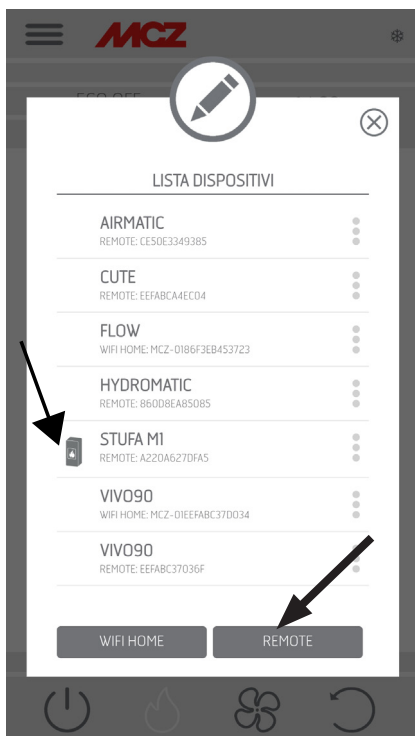 MCZ
LISTA DISPOSITIVI
AIRMATIC
REMOTE: CE50E3349385
CUTE
REMOTE: EEFABCA4EC04
FLOW
WIFI HOME: MCZ-0186F3EB453723
HYDROMATIC
REMOTE: 860D8EA85085
STUFA M1
REMOTE: A220A627DFA5
VIVO90
WIFI HOME: MCZ-01EEFABC37D034
VIVO90
REMOTE: EEFABC37036F
WIFI HOME REMOTE